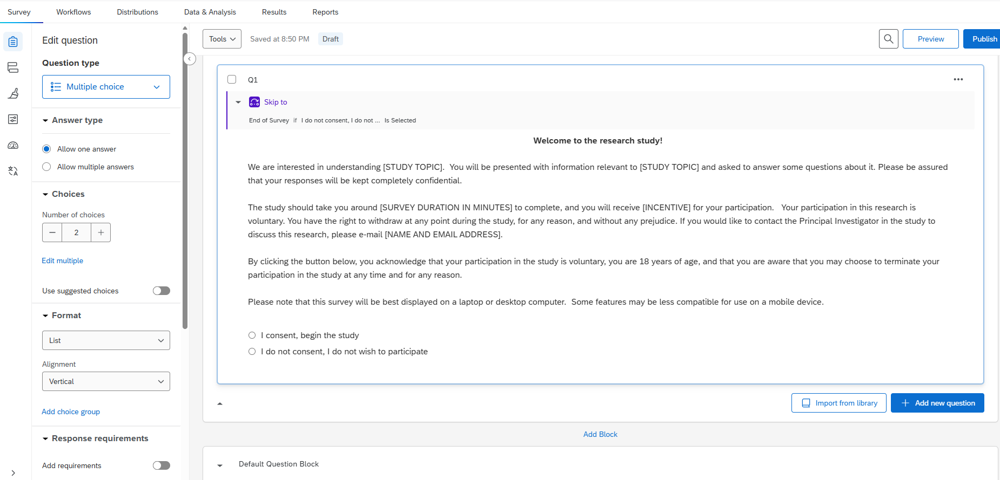 Survey
Workflows
Distributions
Data & Analysis
Results
Reports
Edit question
Question type
Multiple choice
Answer type
Allow one answer
Allow multiple answers
Choices
Number of choices
2
Edit multiple
Use suggested choices
Format
List
Alignment
Vertical
Add choice group
Response requirements
Add requirements
Tools
Saved at 8:50 PM
Draft
Preview
Publish
Q1
Skip to
End of Survey if I do not consent, I do not ... Is Selected
Welcome to the research study!
We are interested in understanding [STUDY TOPIC].  You will be presented with information relevant to [STUDY TOPIC] and asked to answer some questions about it. Please be assured
that your responses will be kept completely confidential.
The study should take you around [SURVEY DURATION IN MINUTES] to complete, and you will receive [INCENTIVE] for your participation.   Your participation in this research is
voluntary. You have the right to withdraw at any point during the study, for any reason, and without any prejudice. If you would like to contact the Principal Investigator in the study to
discuss this research, please e-mail [NAME AND EMAIL ADDRESS].
By clicking the button below, you acknowledge that your participation in the study is voluntary, you are 18 years of age, and that you are aware that you may choose to terminate your
participation in the study at any time and for any reason.
Please note that this survey will be best displayed on a laptop or desktop computer.  Some features may be less compatible for use on a mobile device.
I consent, begin the study
I do not consent, I do not wish to participate
Import from library
Add new question
Add Block
Default Question Block